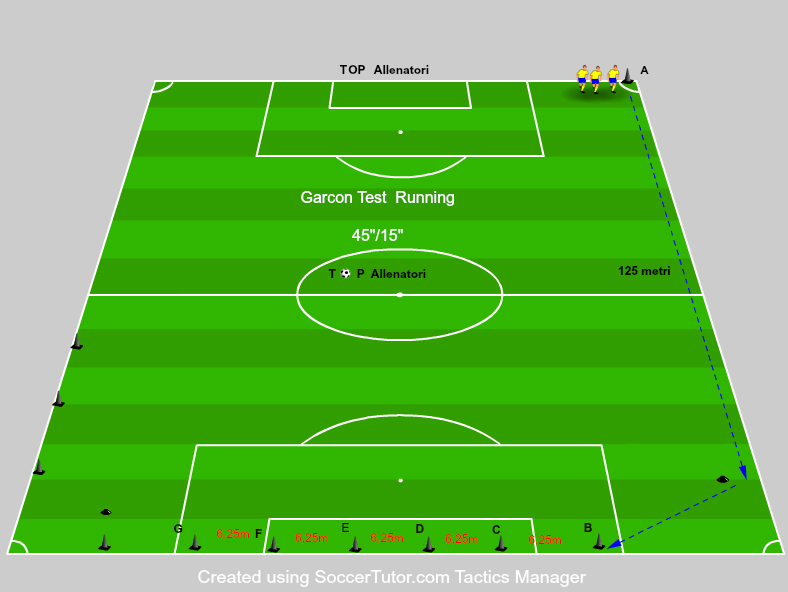 TOP Allenatori
A
Garcon Test Running
45"/15"
T P Allenatori
125 metri
G 6.25m F 6.25m E 6.25m D 6.25m C 6.25m B
Created using SoccerTutor.com Tactics Manager